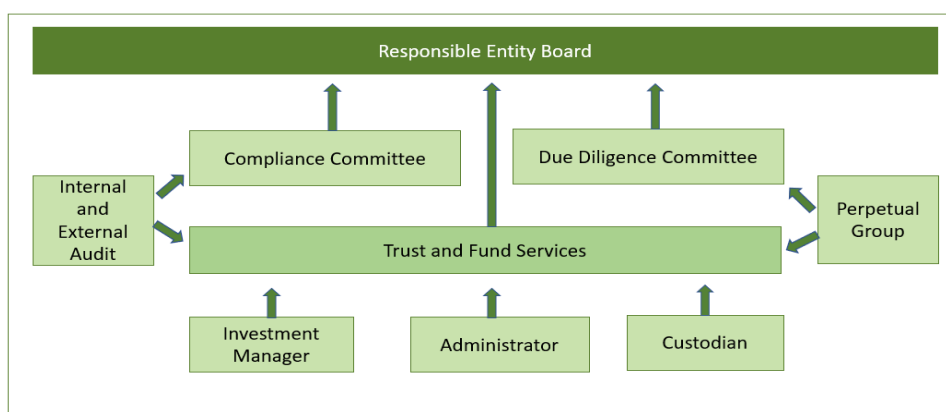 Responsible Entity Board
Compliance Committee
Due Diligence Committee
Internal
and
External
Audit
Perpetual
Group
Trust and Fund Services
Investment
Manager
Administrator
Custodian